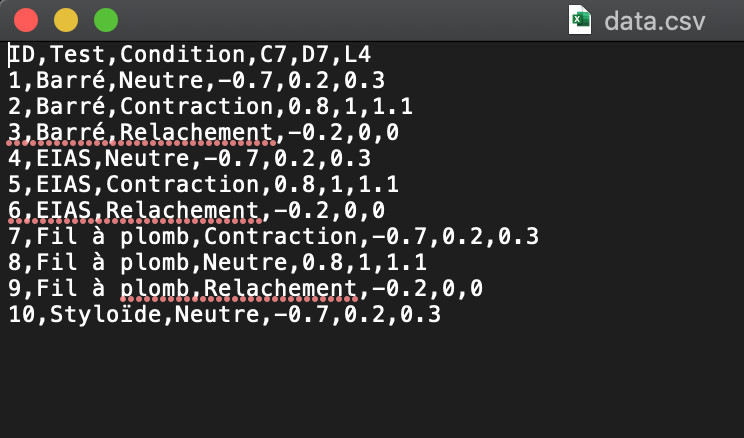 data.csv
ID,Test,Condition,C7,D7,L4
1,Barré,Neutre,-0.7,0.2,0.3
2,Barré,Contraction,0.8,1,1.1
3,Barré,Relachement,-0.2,0,0
4,EIAS,Neutre,-0.7,0.2,0.3
5,EIAS,Contraction,0.8,1,1.1
6,EIAS,Relachement,-0.2,0,0
7,Fil à plomb,Contraction,-0.7,0.2,0.3
8,Fil à plomb,Neutre,0.8,1,1.1
9,Fil à plomb,Relachement,-0.2,0,0
10,Styloïde,Neutre,-0.7,0.2,0.3